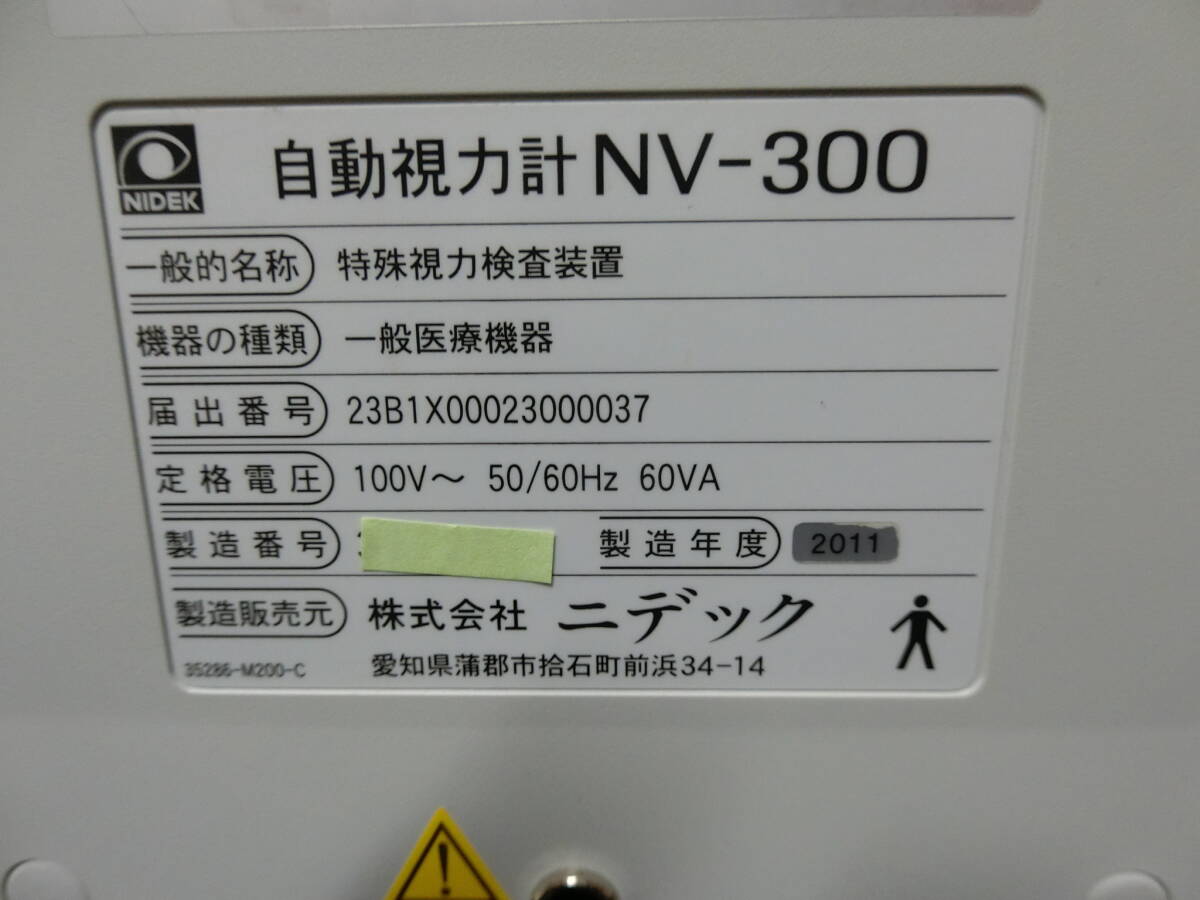 NIDEK
自動視力計 NV-300
一般的名称 特殊視力検査装置
機器の種類 一般医療機器
届出番号 23B1X00023000037
定格電圧 100V～ 50/60Hz 60VA
製造番号 製造年度 2011
製造販売元 株式会社 ニデック
35286-M200-C 愛知県蒲郡市拾石町前浜34-14